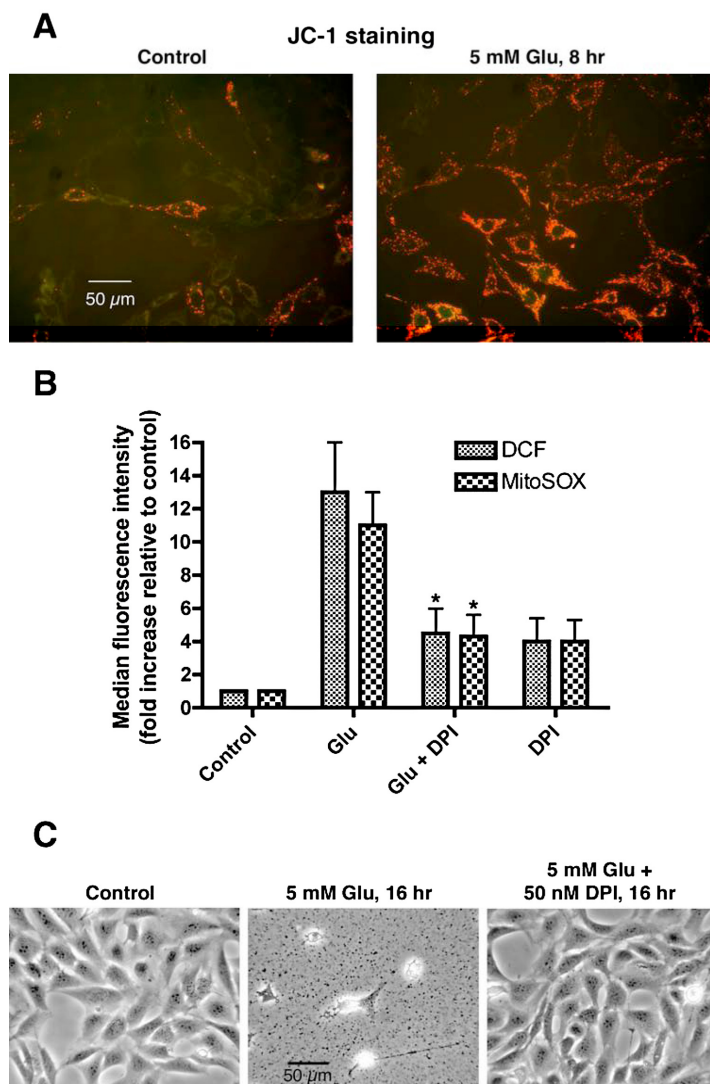 A
JC-1 staining
Control
5 mM Glu, 8 hr
50 µm
B
Median fluorescence intensity
(fold increase relative to control)
16
14
12
10
8
6
4
2
0
DCF
MitoSOX
* *
Control
Glu
Glu + DPI
DPI
C
Control
5 mM Glu, 16 hr
5 mM Glu +
50 nM DPI, 16 hr
50 µm